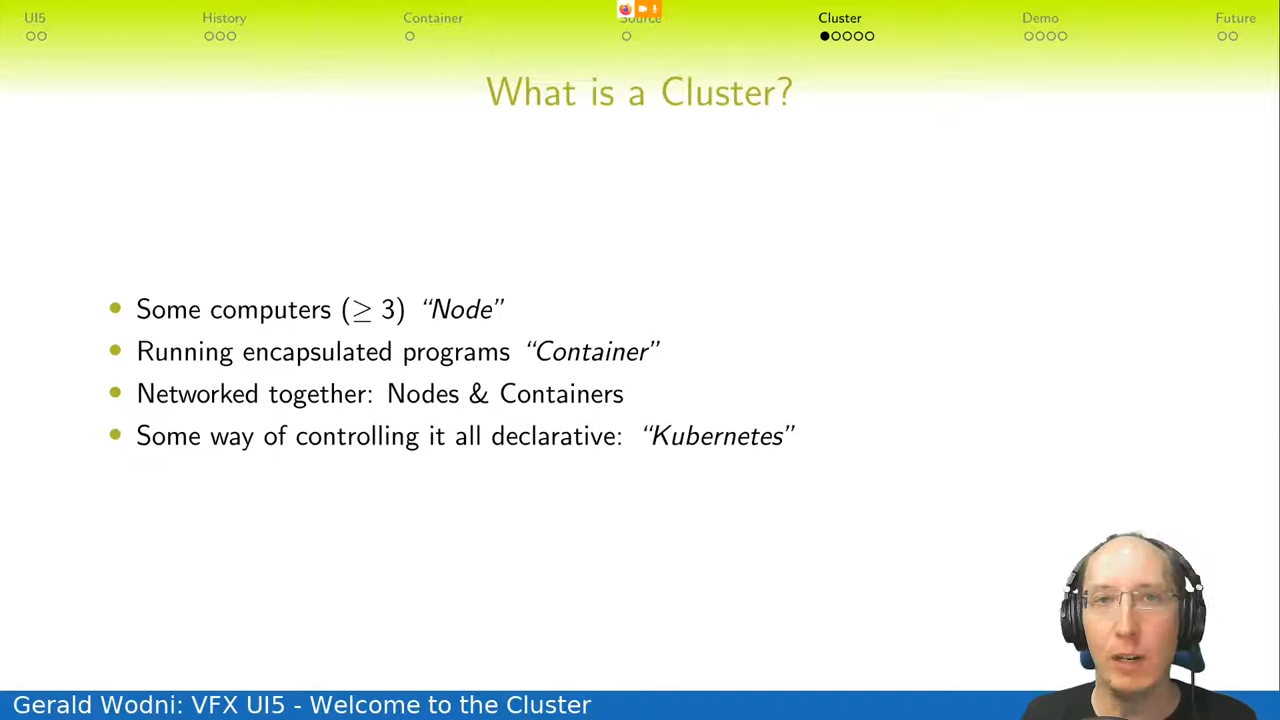 UI5 History Container Source Cluster Demo Future
What is a Cluster?
• Some computers (≥ 3) “Node”
• Running encapsulated programs “Container”
• Networked together: Nodes & Containers
• Some way of controlling it all declarative: “Kubernetes”
Gerald Wodni: VFX UI5 - Welcome to the Cluster